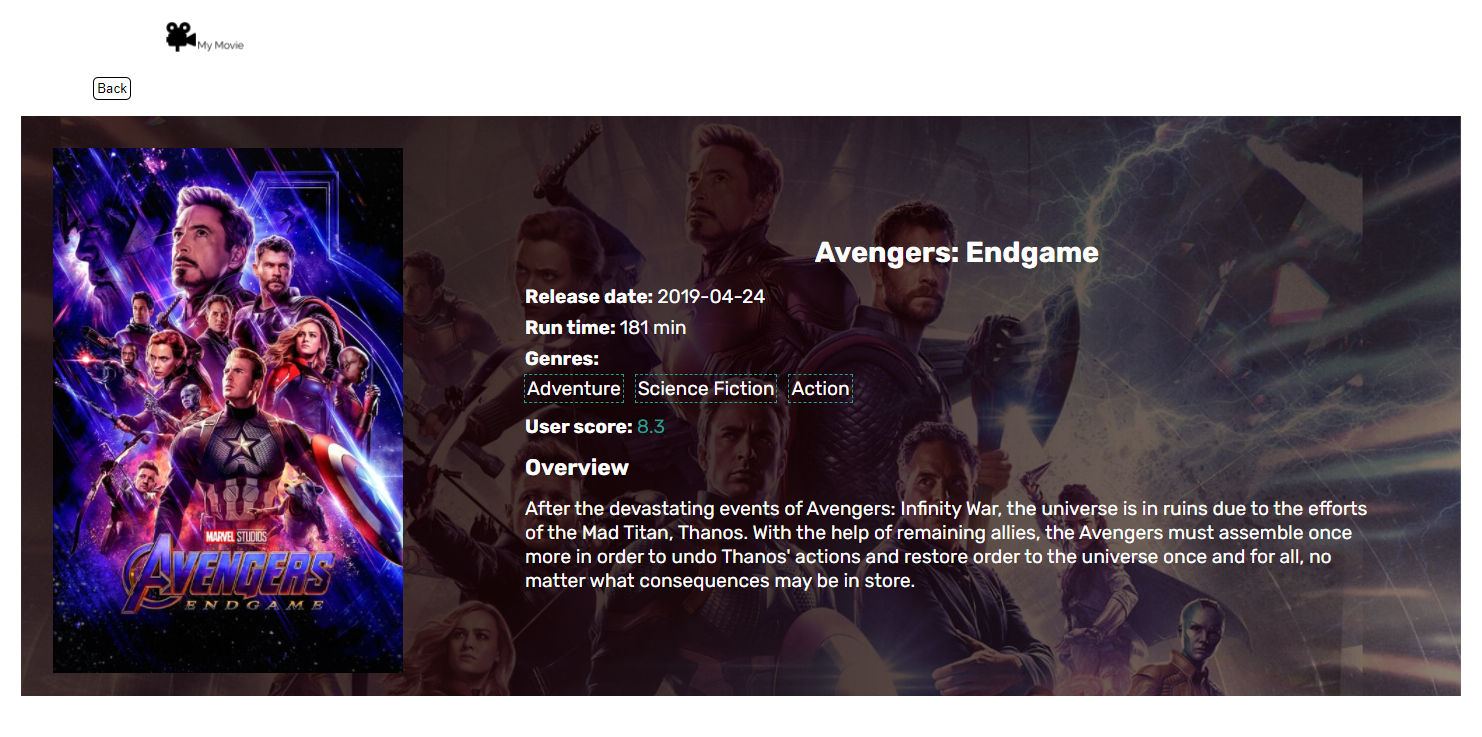 My Movie
Back
Avengers: Endgame
Release date: 2019-04-24
Run time: 181 min
Genres:
Adventure Science Fiction Action
User score: 8.3
Overview
After the devastating events of Avengers: Infinity War, the universe is in ruins due to the efforts
of the Mad Titan, Thanos. With the help of remaining allies, the Avengers must assemble once
more in order to undo Thanos' actions and restore order to the universe once and for all, no
matter what consequences may be in store.
MARVEL STUDIOS
AVENGERS
ENDGAME